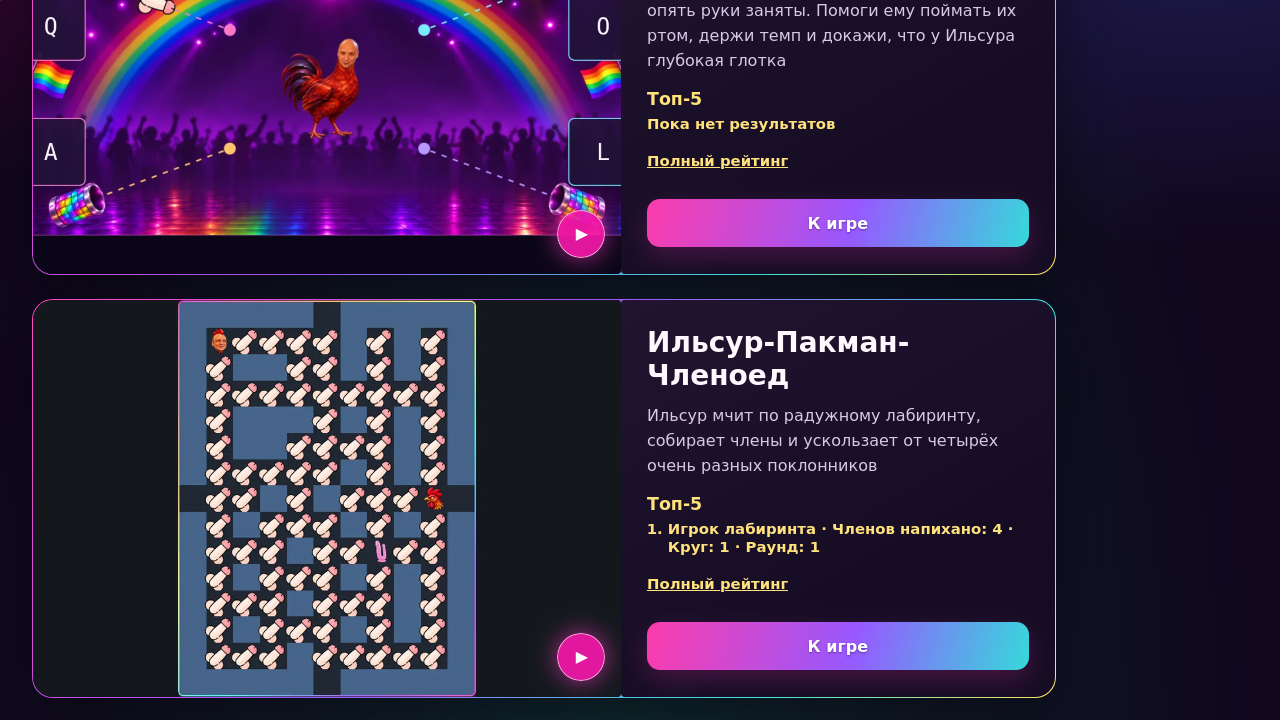 Q
O
A
L
опять руки заняты. Помоги ему поймать их
ртом, держи темп и докажи, что у Ильсура
глубокая глотка
Топ-5
Пока нет результатов
Полный рейтинг
К игре
Ильсур-Пакман-
Членоед
Ильсур мчит по радужному лабиринту,
собирает члены и ускользает от четырёх
очень разных поклонников
Топ-5
1. Игрок лабиринта · Членов напихано: 4 ·
Круг: 1 · Раунд: 1
Полный рейтинг
К игре